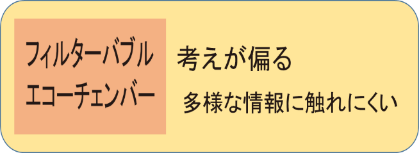 フィルターバブル
エコーチェンバー
考えが偏る
多様な情報に触れにくい